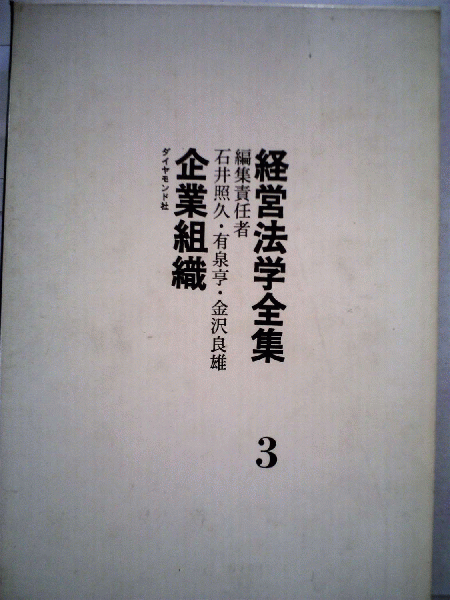 経営法学全集
3
編集責任者
石井照久・有泉亨・金沢良雄
企業組織
ダイヤモンド社